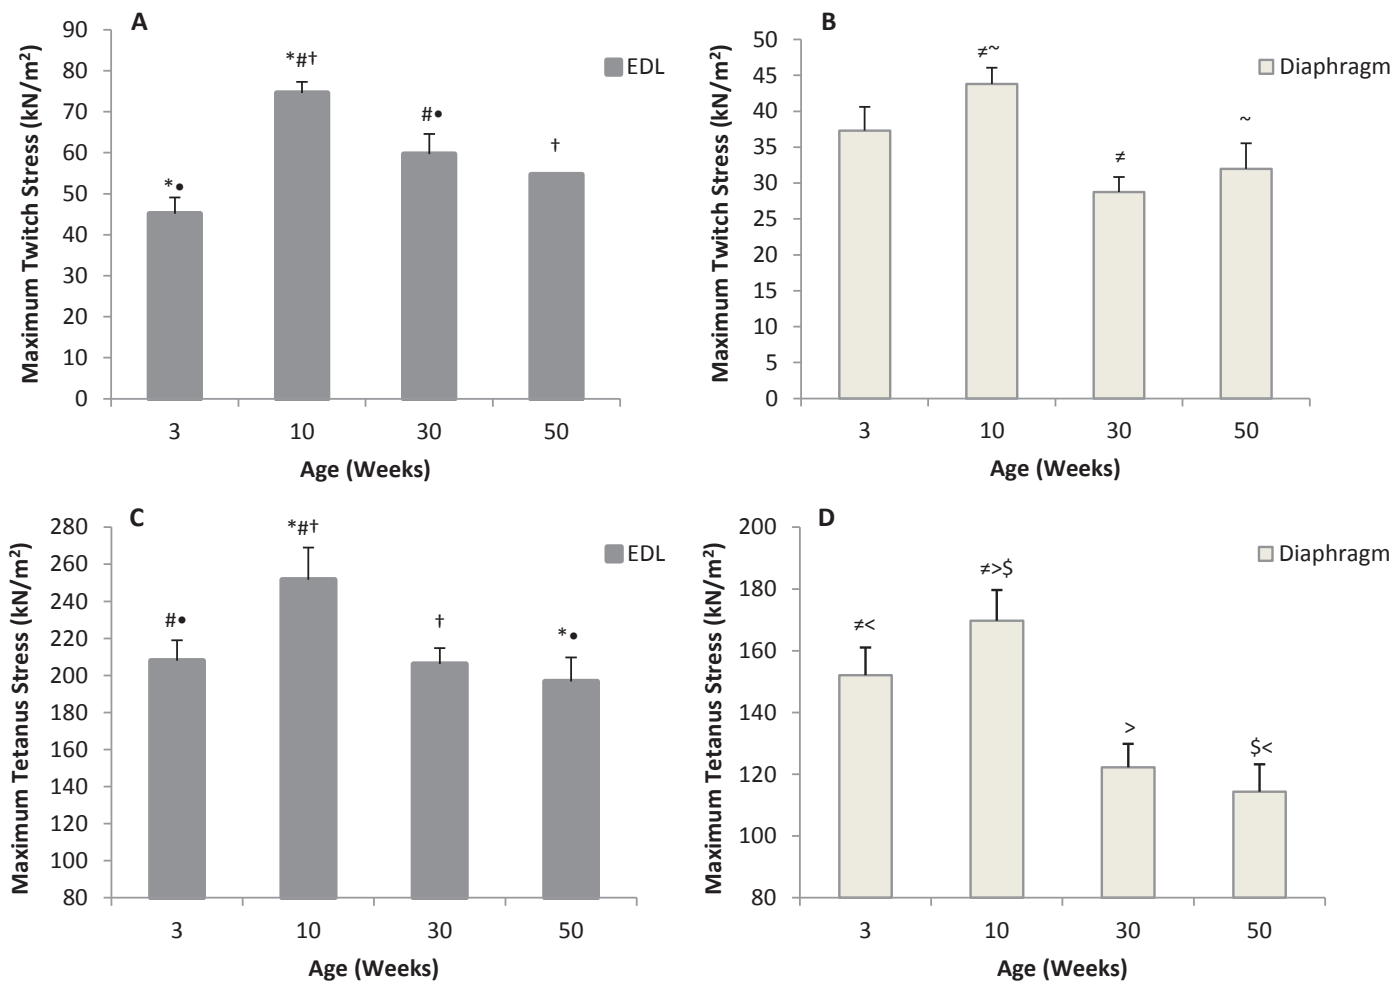 A
Maximum Twitch Stress (kN/m²)
90
80
70
60
50
40
30
20
10
0
*●
*#†
#●
†
EDL
3 10 30 50
Age (Weeks)
B
Maximum Twitch Stress (kN/m²)
50
45
40
35
30
25
20
15
10
5
0
≠~
≠
~
Diaphragm
3 10 30 50
Age (Weeks)
C
Maximum Tetanus Stress (kN/m²)
280
260
240
220
200
180
160
140
120
100
80
#●
*#†
†
*●
EDL
3 10 30 50
Age (Weeks)
D
Maximum Tetanus Stress (kN/m²)
200
180
160
140
120
100
80
≠<
≠>$
>
$<
Diaphragm
3 10 30 50
Age (Weeks)